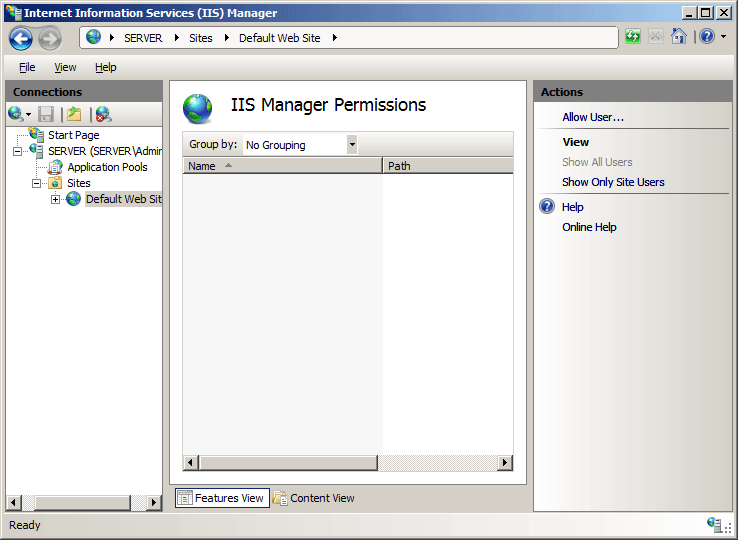 Internet Information Services (IIS) Manager
SERVER Sites Default Web Site
File View Help
Connections
Start Page
SERVER (SERVER\Admir
Application Pools
Sites
Default Web Sit
IIS Manager Permissions
Group by: No Grouping
Name Path
Features View Content View
Actions
Allow User...
View
Show All Users
Show Only Site Users
Help
Online Help
Ready